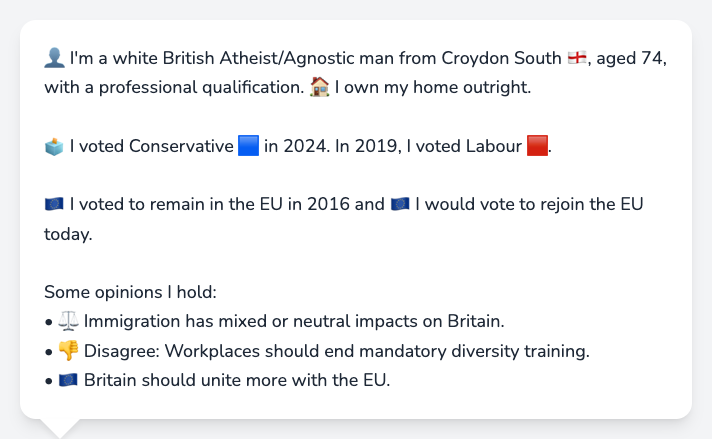 👤 I'm a white British Atheist/Agnostic man from Croydon South 🏴󠁧󠁢󠁥󠁮󠁧󠁿, aged 74,
with a professional qualification. 🏠 I own my home outright.
🗳️ I voted Conservative 🟦 in 2024. In 2019, I voted Labour 🟥.
🇪🇺 I voted to remain in the EU in 2016 and 🇪🇺 I would vote to rejoin the EU
today.
Some opinions I hold:
• ⚖️ Immigration has mixed or neutral impacts on Britain.
• 👎 Disagree: Workplaces should end mandatory diversity training.
• 🇪🇺 Britain should unite more with the EU.